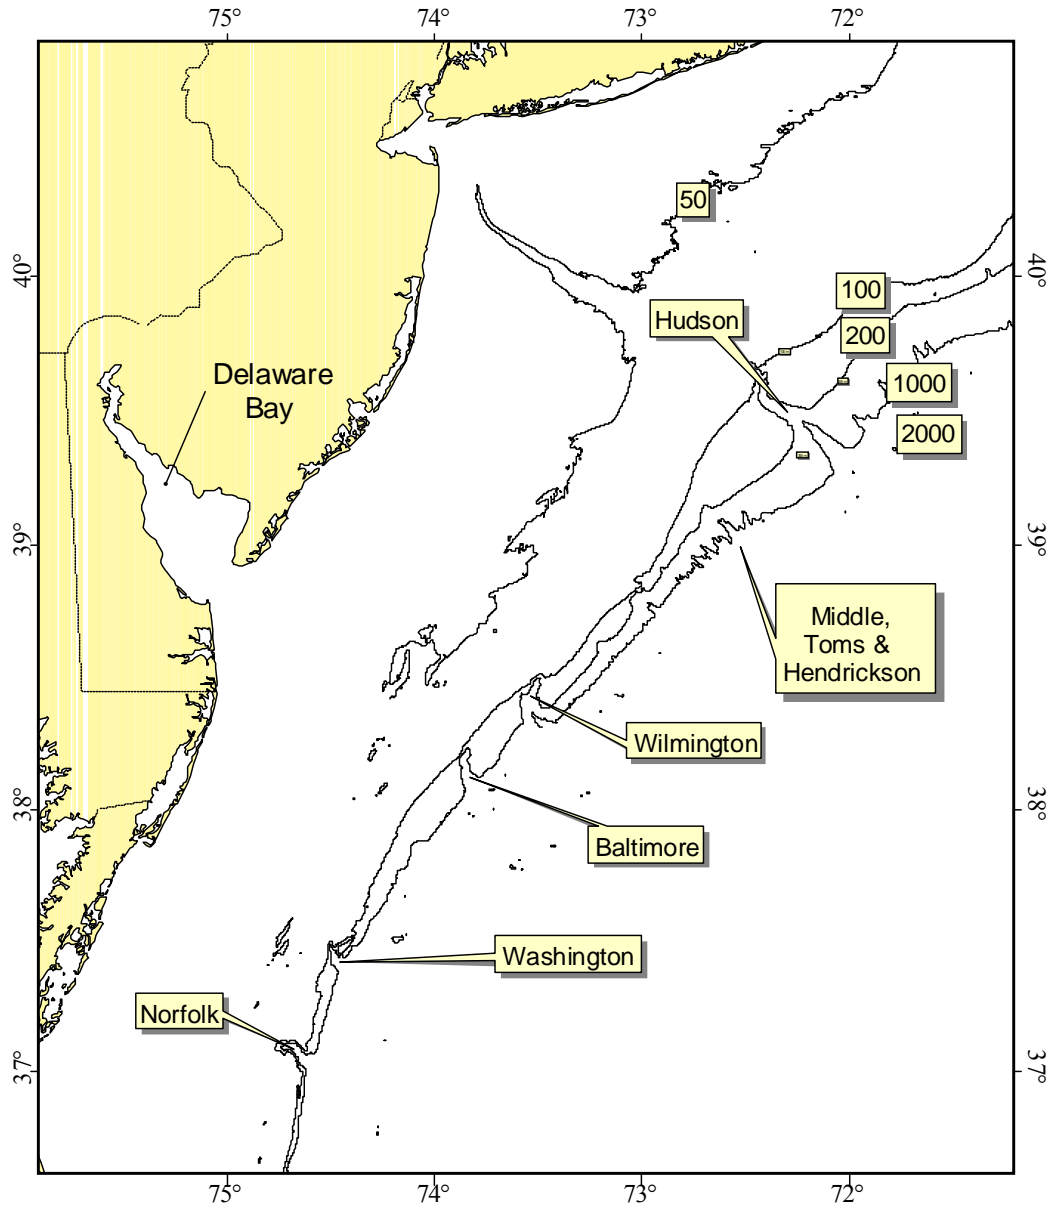 75°
74°
73°
72°
50
40°
40°
100
Hudson
200
Delaware
Bay
1000
2000
39°
39°
Middle,
Toms &
Hendrickson
Wilmington
38°
38°
Baltimore
Washington
Norfolk
37°
37°
75°
74°
73°
72°